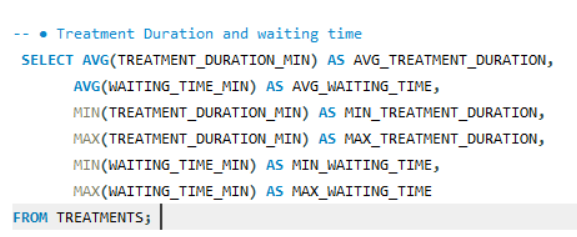 -- • Treatment Duration and waiting time
SELECT AVG(TREATMENT_DURATION_MIN) AS AVG_TREATMENT_DURATION,
AVG(WAITING_TIME_MIN) AS AVG_WAITING_TIME,
MIN(TREATMENT_DURATION_MIN) AS MIN_TREATMENT_DURATION,
MAX(TREATMENT_DURATION_MIN) AS MAX_TREATMENT_DURATION,
MIN(WAITING_TIME_MIN) AS MIN_WAITING_TIME,
MAX(WAITING_TIME_MIN) AS MAX_WAITING_TIME
FROM TREATMENTS;